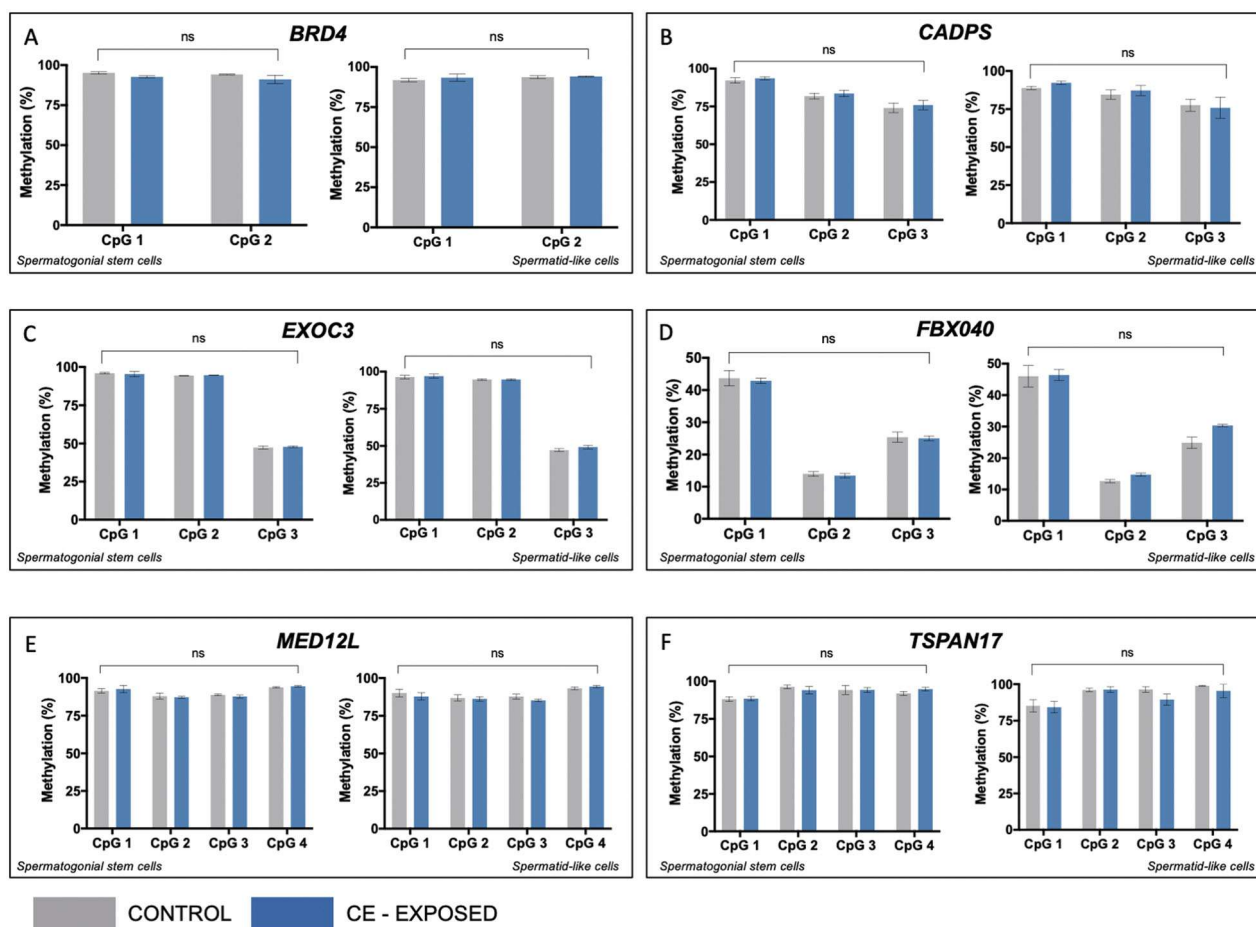 A
BRD4
ns
ns
Methylation (%)
100
75
50
25
0
CpG 1
CpG 2
Methylation (%)
100
75
50
25
0
CpG 1
CpG 2
Spermatogonial stem cells
Spermatid-like cells
B
CADPS
ns
ns
Methylation (%)
100
75
50
25
0
CpG 1
CpG 2
CpG 3
Methylation (%)
100
75
50
25
0
CpG 1
CpG 2
CpG 3
Spermatogonial stem cells
Spermatid-like cells
C
EXOC3
ns
ns
Methylation (%)
100
75
50
25
0
CpG 1
CpG 2
CpG 3
Methylation (%)
100
75
50
25
0
CpG 1
CpG 2
CpG 3
Spermatogonial stem cells
Spermatid-like cells
D
FBX040
ns
ns
Methylation (%)
50
40
30
20
10
0
CpG 1
CpG 2
CpG 3
Methylation (%)
50
40
30
20
10
0
CpG 1
CpG 2
CpG 3
Spermatogonial stem cells
Spermatid-like cells
E
MED12L
ns
ns
Methylation (%)
100
75
50
25
0
CpG 1
CpG 2
CpG 3
CpG 4
Methylation (%)
100
75
50
25
0
CpG 1
CpG 2
CpG 3
CpG 4
Spermatogonial stem cells
Spermatid-like cells
F
TSPAN17
ns
ns
Methylation (%)
100
75
50
25
0
CpG 1
CpG 2
CpG 3
CpG 4
Methylation (%)
100
75
50
25
0
CpG 1
CpG 2
CpG 3
CpG 4
Spermatogonial stem cells
Spermatid-like cells
CONTROL
CE - EXPOSED